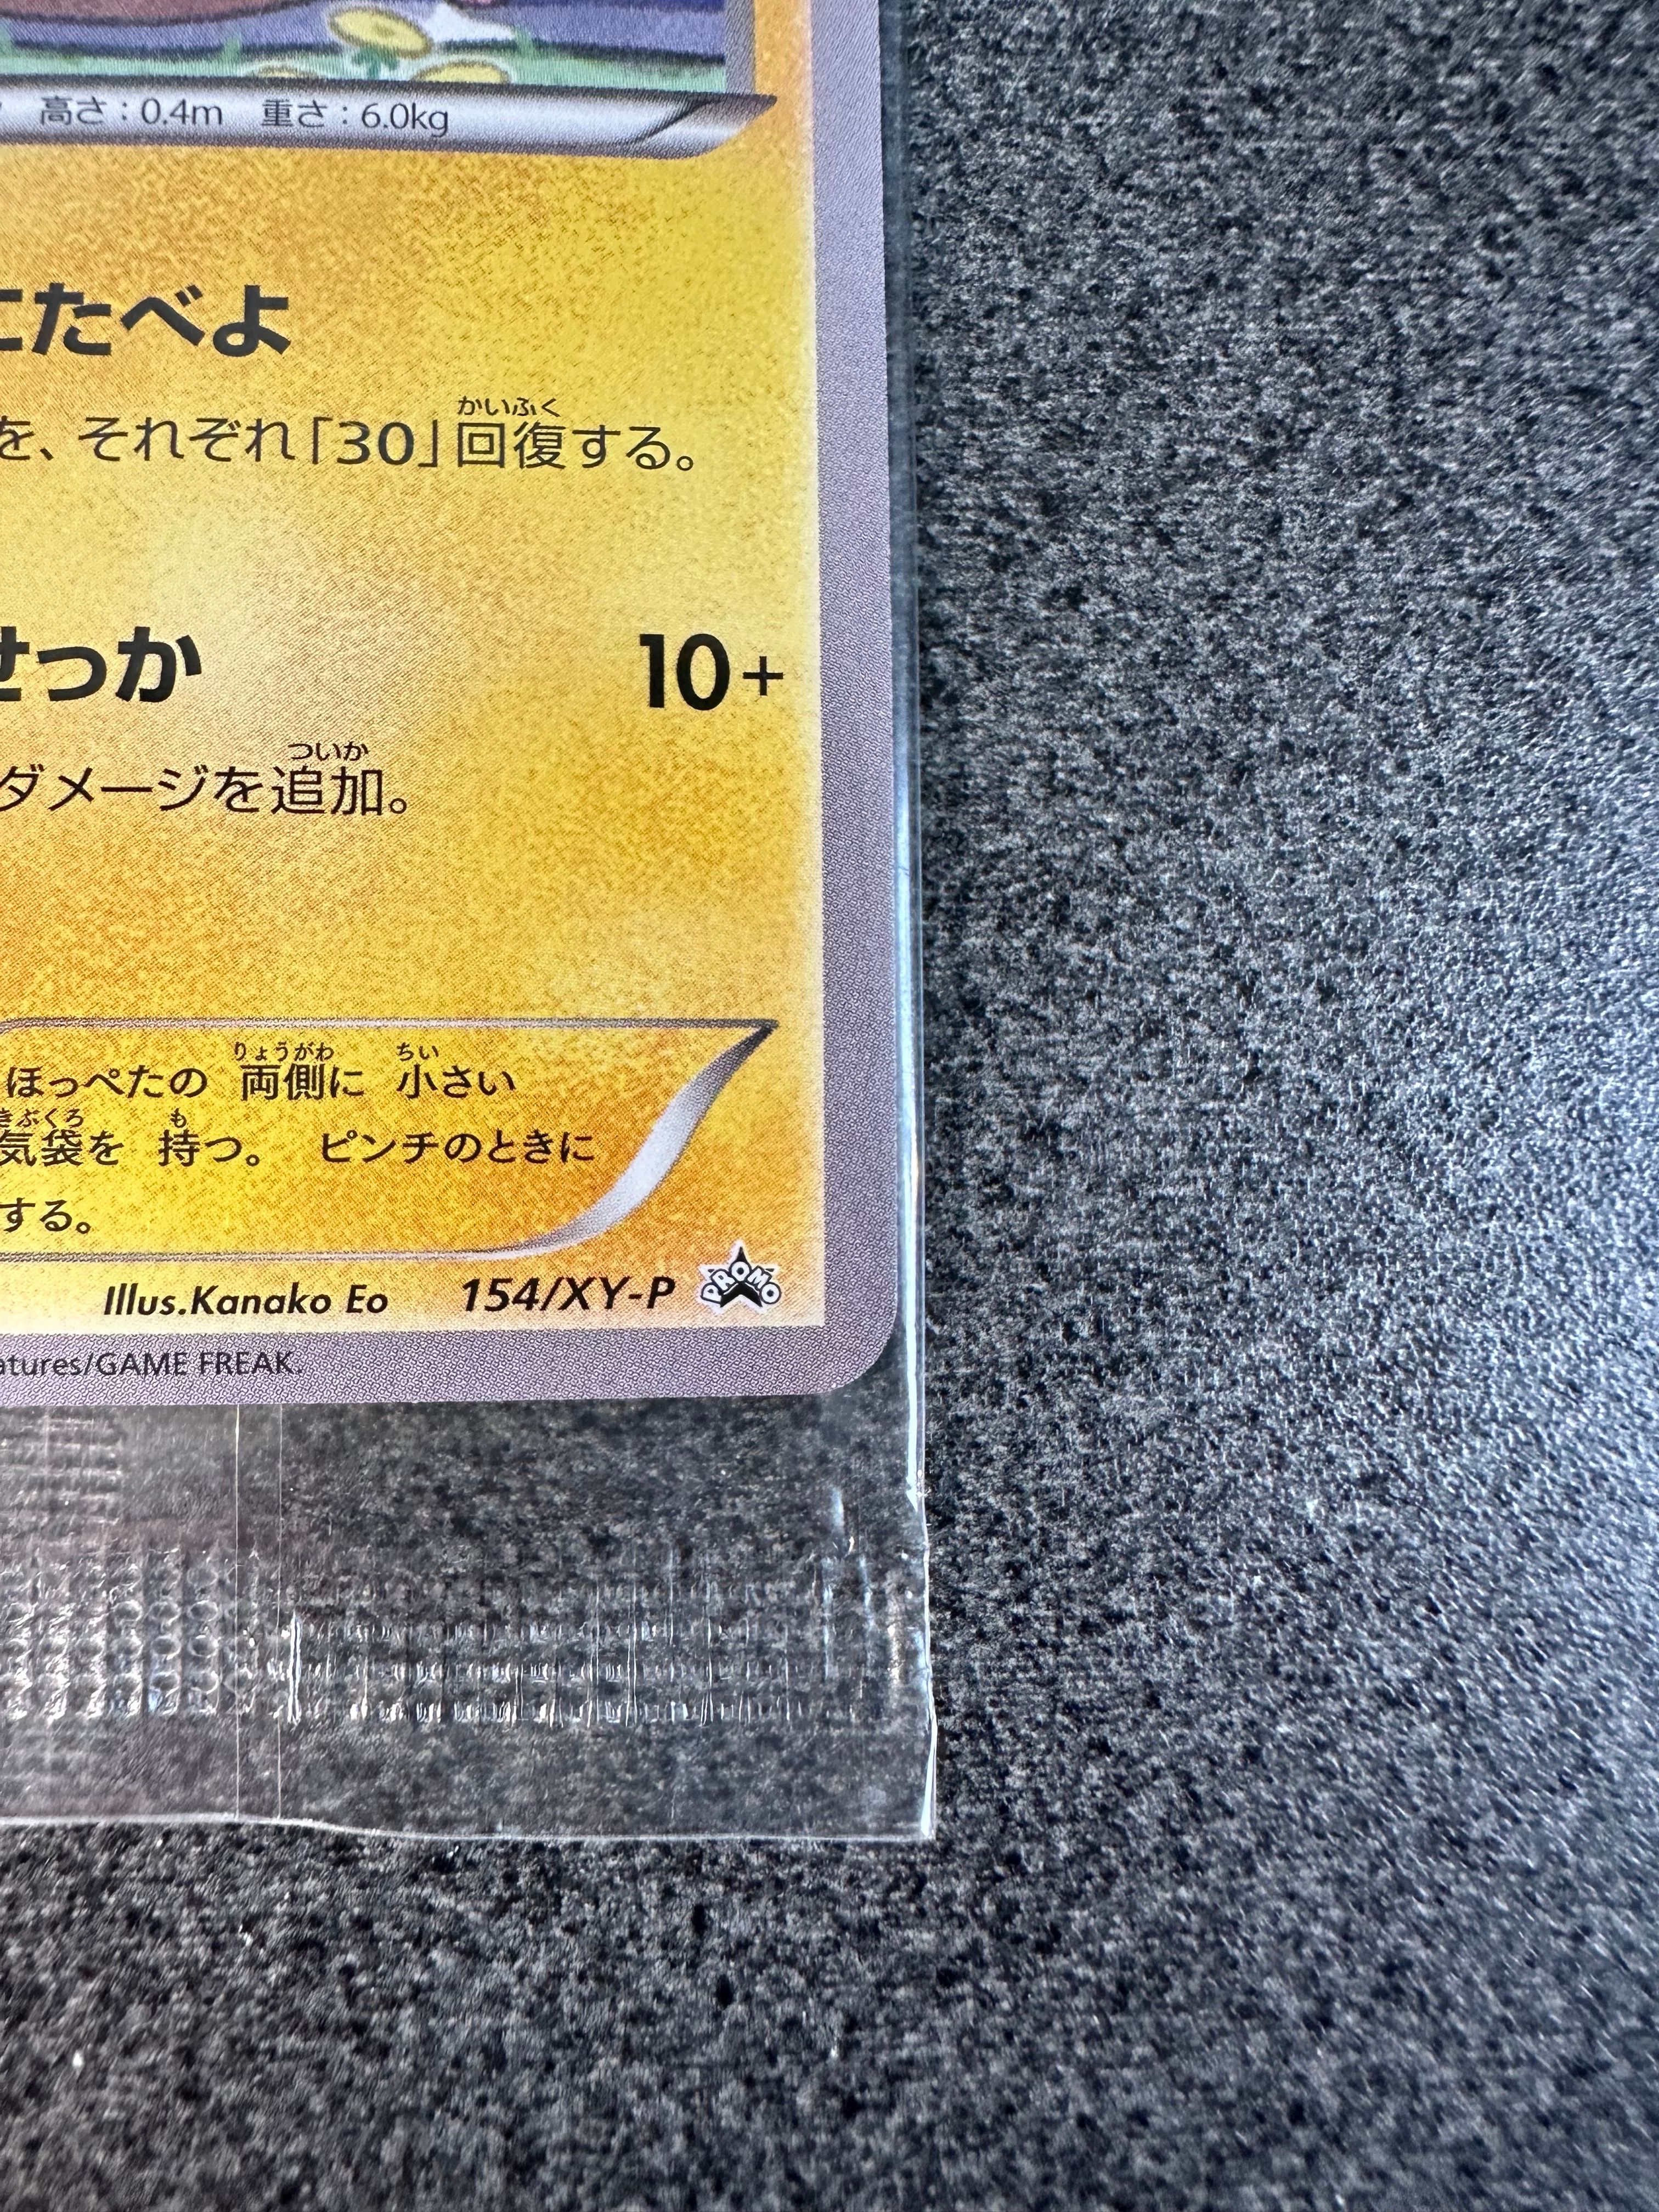 高さ：0.4m 重さ：6.0kg
にたべよ
かいふく
を、それぞれ「30」回復する。
せっか 10+
ついか
ダメージを追加。
りょうがわ ちい
ほっぺたの 両側に 小さい
きぶくろ も
気袋を 持つ。 ピンチのときに
する。
Illus.Kanako Eo 154/XY-P PROMO
atures/GAME FREAK.